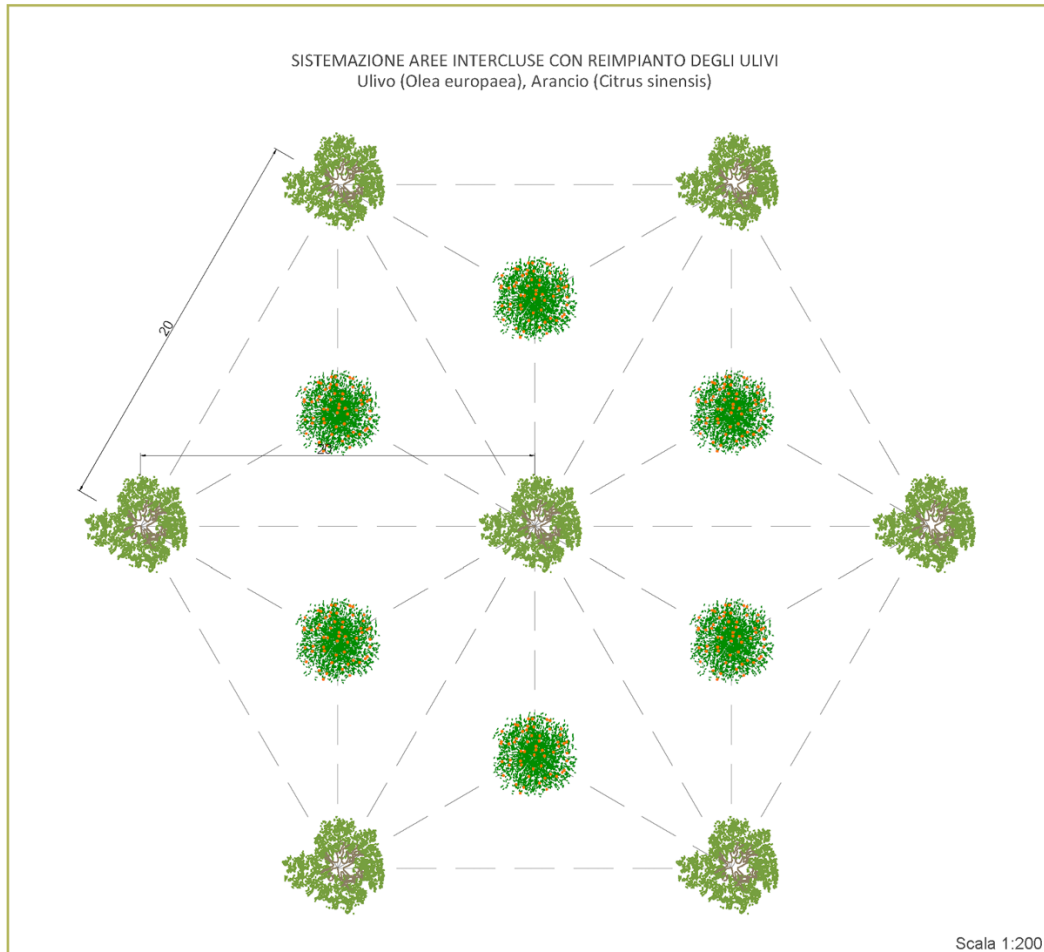 SISTEMAZIONE AREE INTERCLUSE CON REIMPIANTO DEGLI ULIVI
Ulivo (Olea europaea), Arancio (Citrus sinensis)
20
20
Scala 1:200